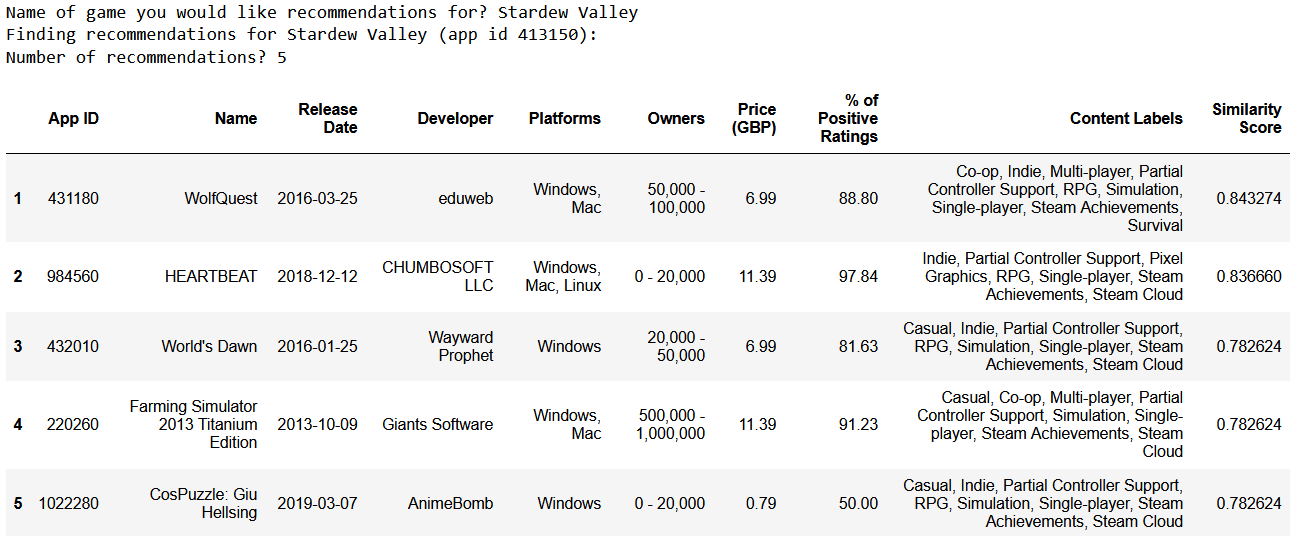 Name of game you would like recommendations for? Stardew Valley
Finding recommendations for Stardew Valley (app id 413150):
Number of recommendations? 5
App ID Name Release Date Developer Platforms Owners Price (GBP) % of Positive Ratings Content Labels Similarity Score
1 431180 WolfQuest 2016-03-25 eduweb Windows, Mac 50,000 - 100,000 6.99 88.80 Co-op, Indie, Multi-player, Partial Controller Support, RPG, Simulation, Single-player, Steam Achievements, Survival 0.843274
2 984560 HEARTBEAT 2018-12-12 CHUMBOSOFT LLC Windows, Mac, Linux 0 - 20,000 11.39 97.84 Indie, Partial Controller Support, Pixel Graphics, RPG, Single-player, Steam Achievements, Steam Cloud 0.836660
3 432010 World's Dawn 2016-01-25 Wayward Prophet Windows 20,000 - 50,000 6.99 81.63 Casual, Indie, Partial Controller Support, RPG, Simulation, Single-player, Steam Achievements, Steam Cloud 0.782624
4 220260 Farming Simulator 2013 Titanium Edition 2013-10-09 Giants Software Windows, Mac 500,000 - 1,000,000 11.39 91.23 Casual, Co-op, Multi-player, Partial Controller Support, Simulation, Single-player, Steam Achievements, Steam Cloud 0.782624
5 1022280 CosPuzzle: Giu Hellsing 2019-03-07 AnimeBomb Windows 0 - 20,000 0.79 50.00 Casual, Indie, Partial Controller Support, RPG, Simulation, Single-player, Steam Achievements, Steam Cloud 0.782624